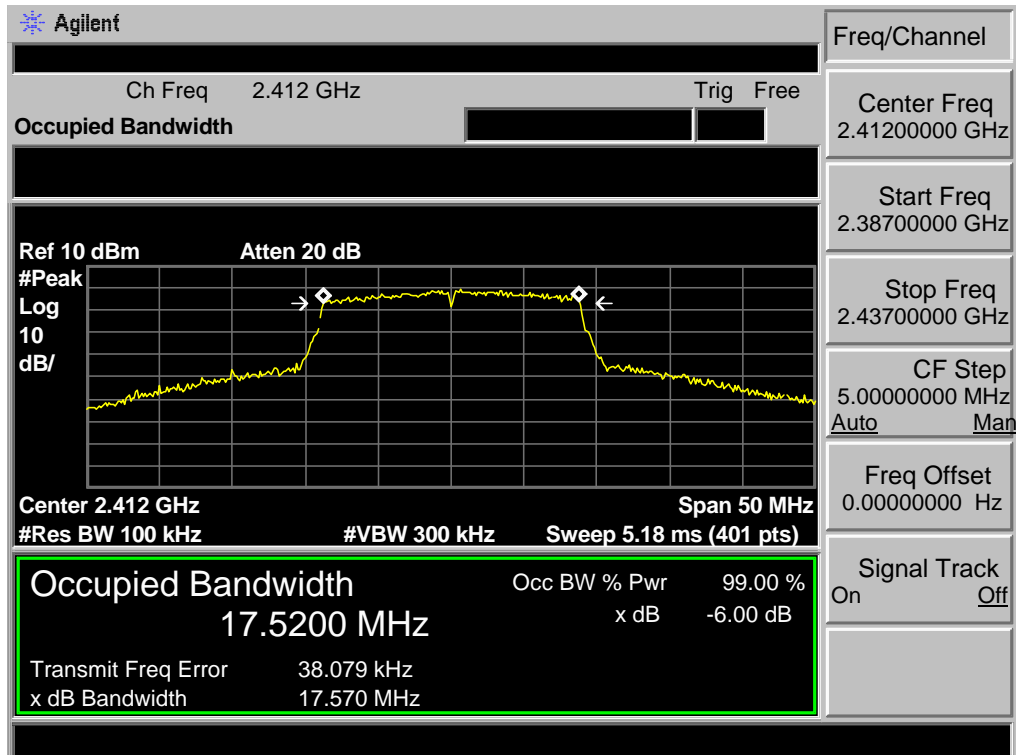 Agilent
Freq/Channel
Ch Freq 2.412 GHz Trig Free
Occupied Bandwidth
Center Freq
2.41200000 GHz
Start Freq
2.38700000 GHz
Stop Freq
2.43700000 GHz
CF Step
5.00000000 MHz
Auto Man
Freq Offset
0.00000000 Hz
Signal Track
On Off
Ref 10 dBm Atten 20 dB
#Peak
Log
10
dB/
Center 2.412 GHz Span 50 MHz
#Res BW 100 kHz #VBW 300 kHz Sweep 5.18 ms (401 pts)
Occupied Bandwidth
17.5200 MHz
Occ BW % Pwr 99.00 %
x dB -6.00 dB
Transmit Freq Error 38.079 kHz
x dB Bandwidth 17.570 MHz